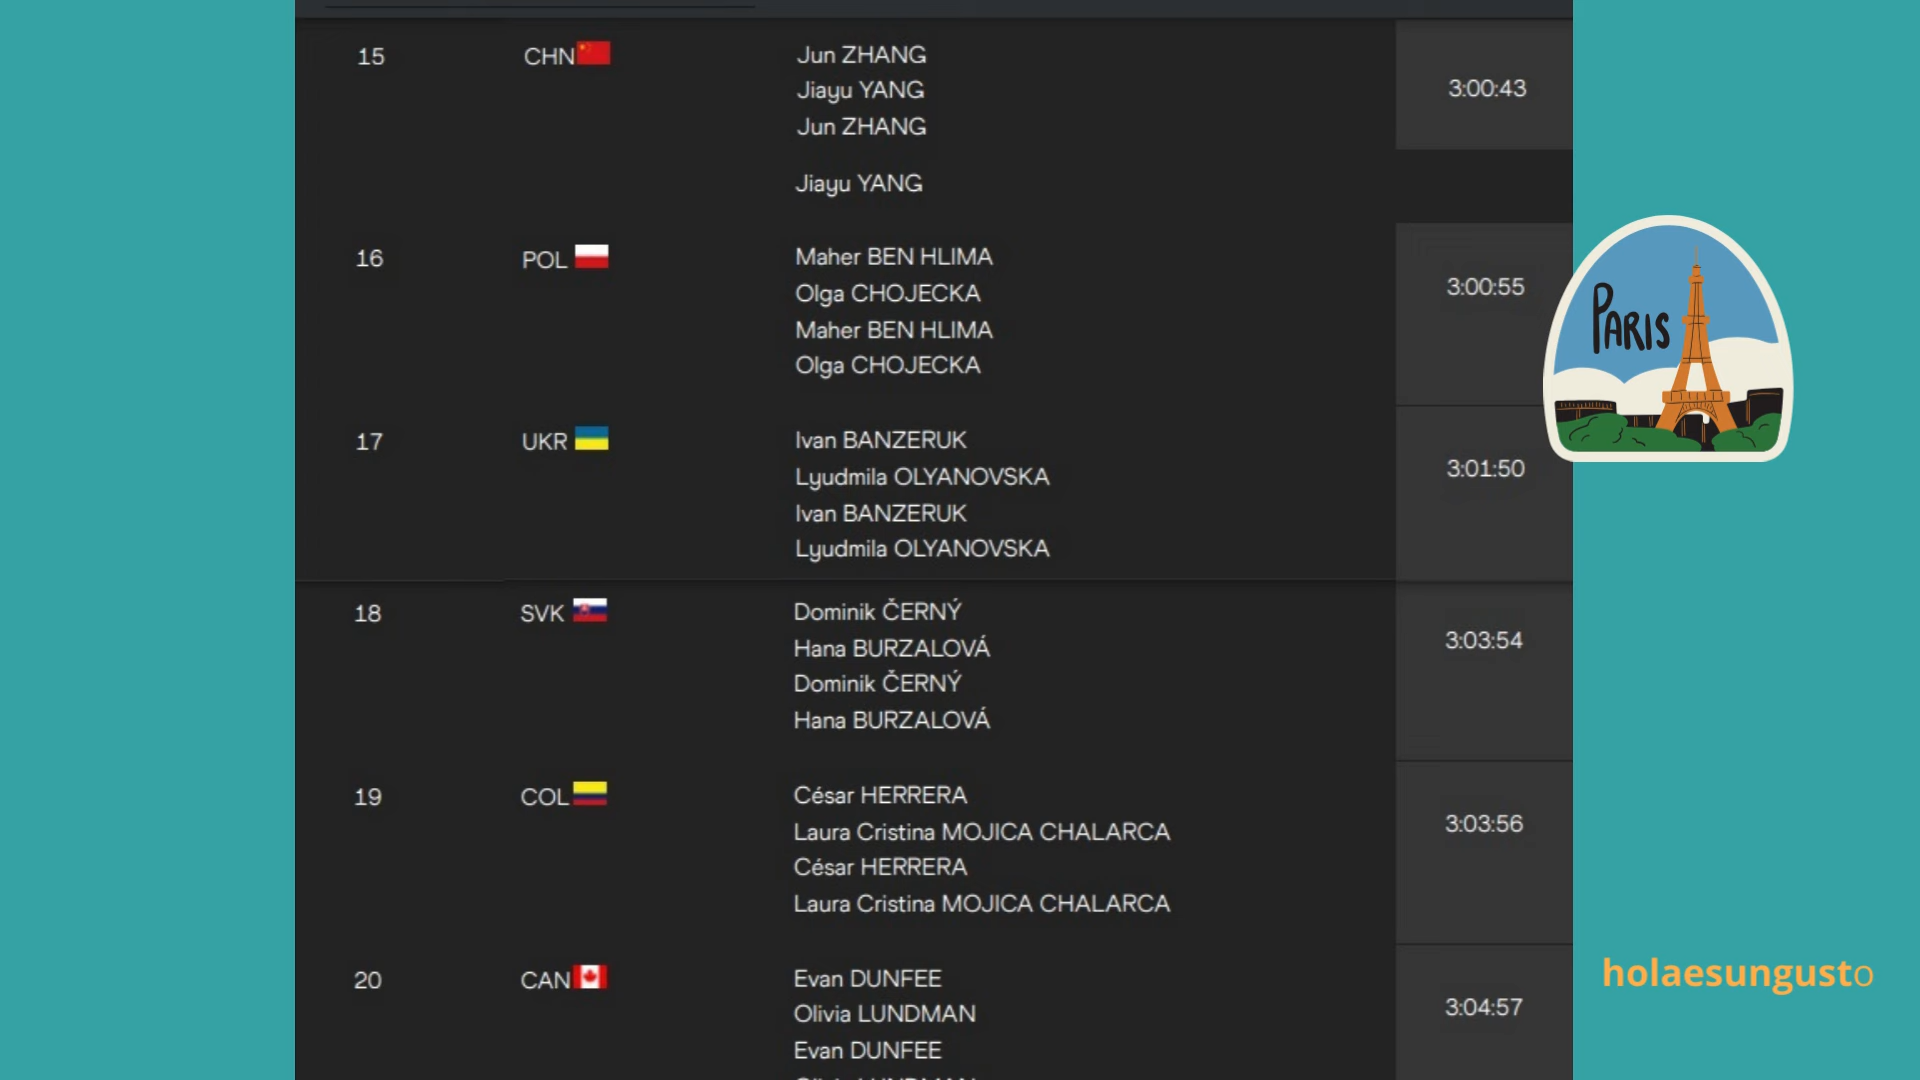 15 CHN Jun ZHANG 3:00:43
Jiayu YANG
Jun ZHANG
Jiayu YANG
16 POL Maher BEN HLIMA 3:00:55
Olga CHOJECKA
Maher BEN HLIMA
Olga CHOJECKA
17 UKR Ivan BANZERUK 3:01:50
Lyudmila OLYANOVSKA
Ivan BANZERUK
Lyudmila OLYANOVSKA
18 SVK Dominik ČERNÝ 3:03:54
Hana BURZALOVÁ
Dominik ČERNÝ
Hana BURZALOVÁ
19 COL César HERRERA 3:03:56
Laura Cristina MOJICA CHALARCA
César HERRERA
Laura Cristina MOJICA CHALARCA
20 CAN Evan DUNFEE 3:04:57
Olivia LUNDMAN
Evan DUNFEE
PARIS
holaesungusto